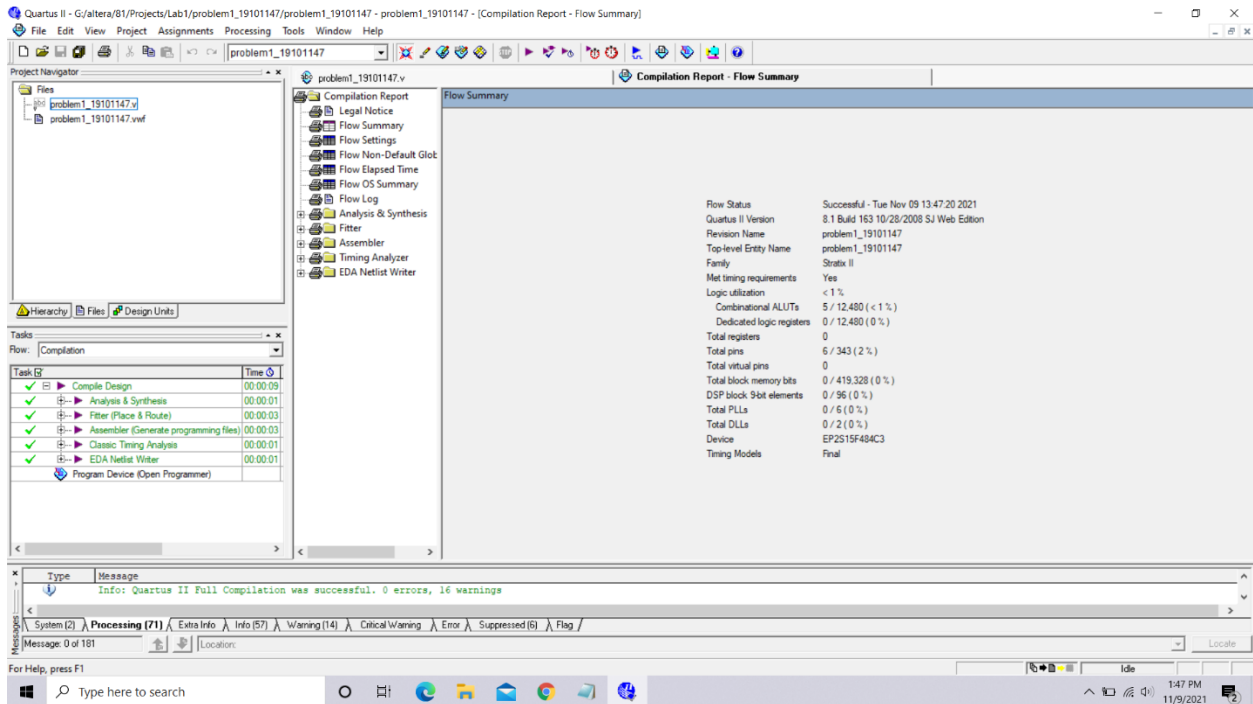 Quartus II - G:/altera/81/Projects/Lab1/problem1_19101147/problem1_19101147 - problem1_19101147 - [Compilation Report - Flow Summary]
File Edit View Project Assignments Processing Tools Window Help
problem1_19101147
Project Navigator
Files
problem1_19101147.v
problem1_19101147.vwf
Hierarchy Files Design Units
Tasks
Flow: Compilation
Task Time
Compile Design 00:00:09
Analysis & Synthesis 00:00:01
Fitter (Place & Route) 00:00:03
Assembler (Generate programming files) 00:00:03
Classic Timing Analysis 00:00:01
EDA Netlist Writer 00:00:01
Program Device (Open Programmer)
problem1_19101147.v
Compilation Report - Flow Summary
Compilation Report
Legal Notice
Flow Summary
Flow Settings
Flow Non-Default Glob
Flow Elapsed Time
Flow OS Summary
Flow Log
Analysis & Synthesis
Fitter
Assembler
Timing Analyzer
EDA Netlist Writer
Flow Summary
Flow Status Successful - Tue Nov 09 13:47:20 2021
Quartus II Version 8.1 Build 163 10/28/2008 SJ Web Edition
Revision Name problem1_19101147
Top-level Entity Name problem1_19101147
Family Stratix II
Met timing requirements Yes
Logic utilization < 1 %
Combinational ALUTs 5 / 12,480 ( < 1 % )
Dedicated logic registers 0 / 12,480 ( 0 % )
Total registers 0
Total pins 6 / 343 ( 2 % )
Total virtual pins 0
Total block memory bits 0 / 419,328 ( 0 % )
DSP block 9-bit elements 0 / 96 ( 0 % )
Total PLLs 0 / 6 ( 0 % )
Total DLLs 0 / 2 ( 0 % )
Device EP2S15F484C3
Timing Models Final
Type Message
Info: Quartus II Full Compilation was successful. 0 errors, 16 warnings
System (2) Processing (71) Extra Info Info (57) Warning (14) Critical Warning Error Suppressed (6) Flag
Messages
Message: 0 of 181 Location: Locate
For Help, press F1 Idle
Type here to search
1:47 PM
11/9/2021
2